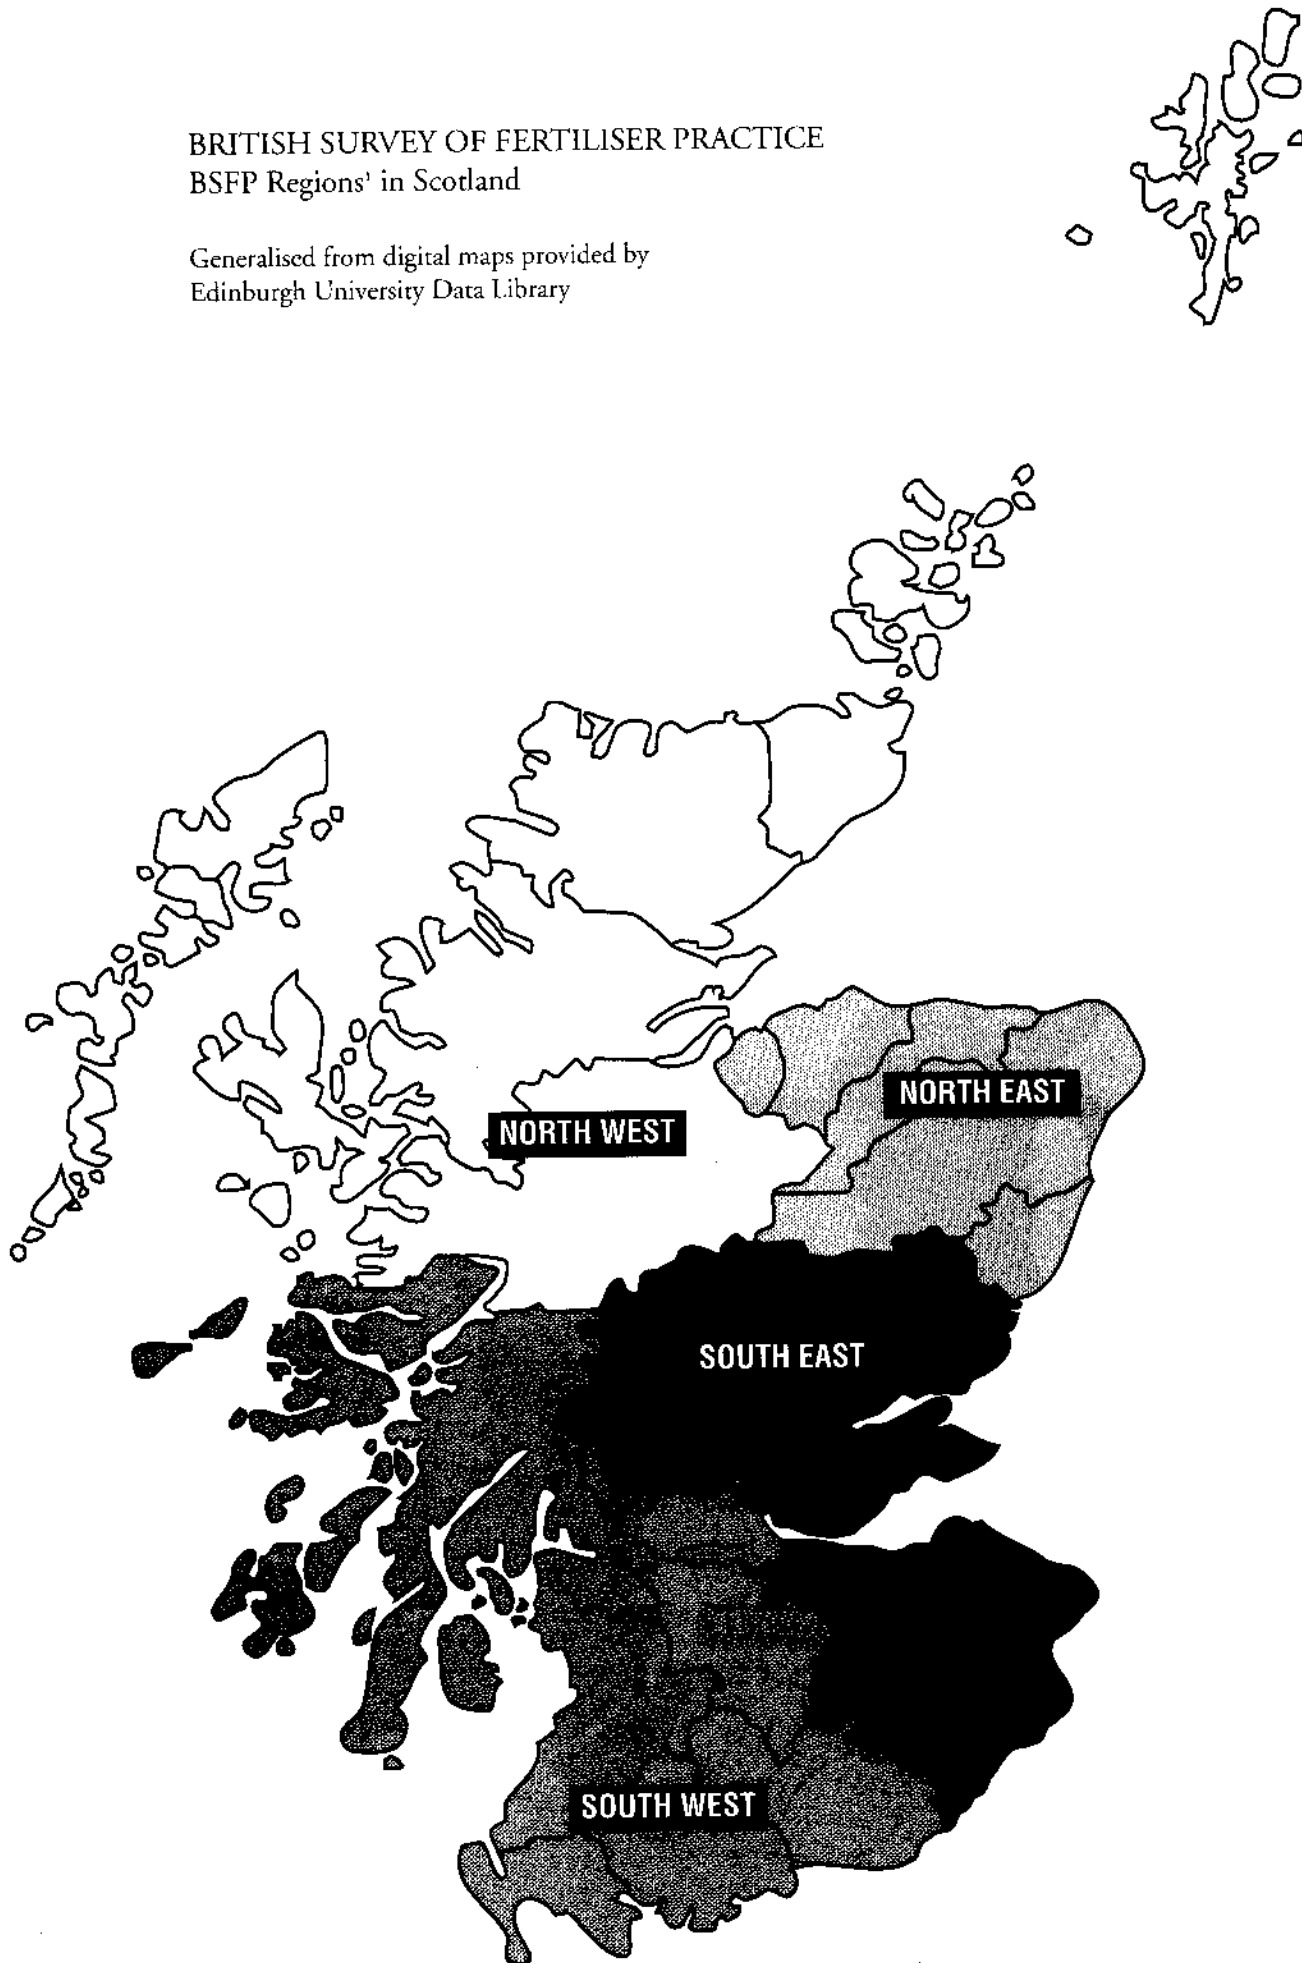 BRITISH SURVEY OF FERTILISER PRACTICE
BSFP Regions' in Scotland
Generalised from digital maps provided by
Edinburgh University Data Library
NORTH EAST
NORTH WEST
SOUTH EAST
SOUTH WEST